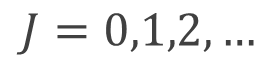 J = 0,1,2, …